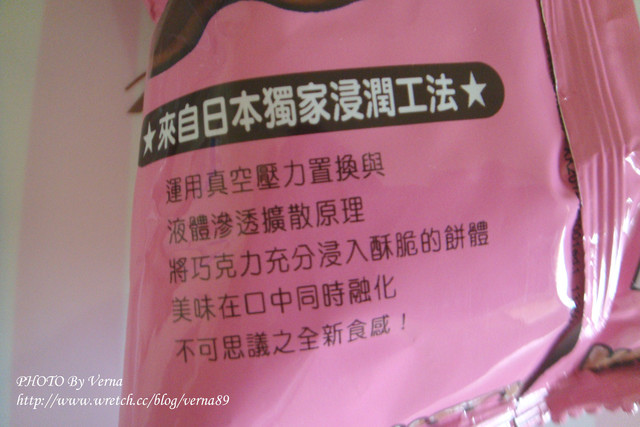 ★來自日本獨家浸潤工法★
運用真空壓力置換與
液體滲透擴散原理
將巧克力充分浸入酥脆的餅體
美味在口中同時融化
不可思議之全新食感！
PHOTO By Verna
http://www.wretch.cc/blog/verna89